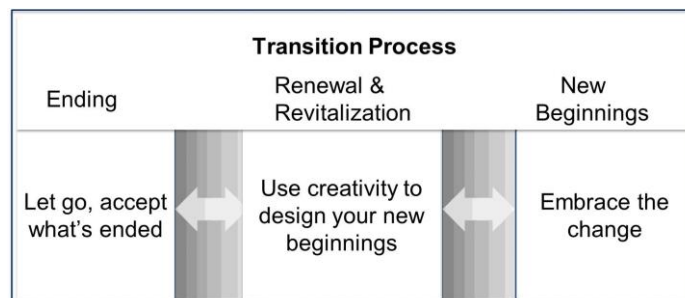 Transition Process
Ending
Renewal &
Revitalization
New
Beginnings
Let go, accept
what's ended
Use creativity to
design your new
beginnings
Embrace the
change